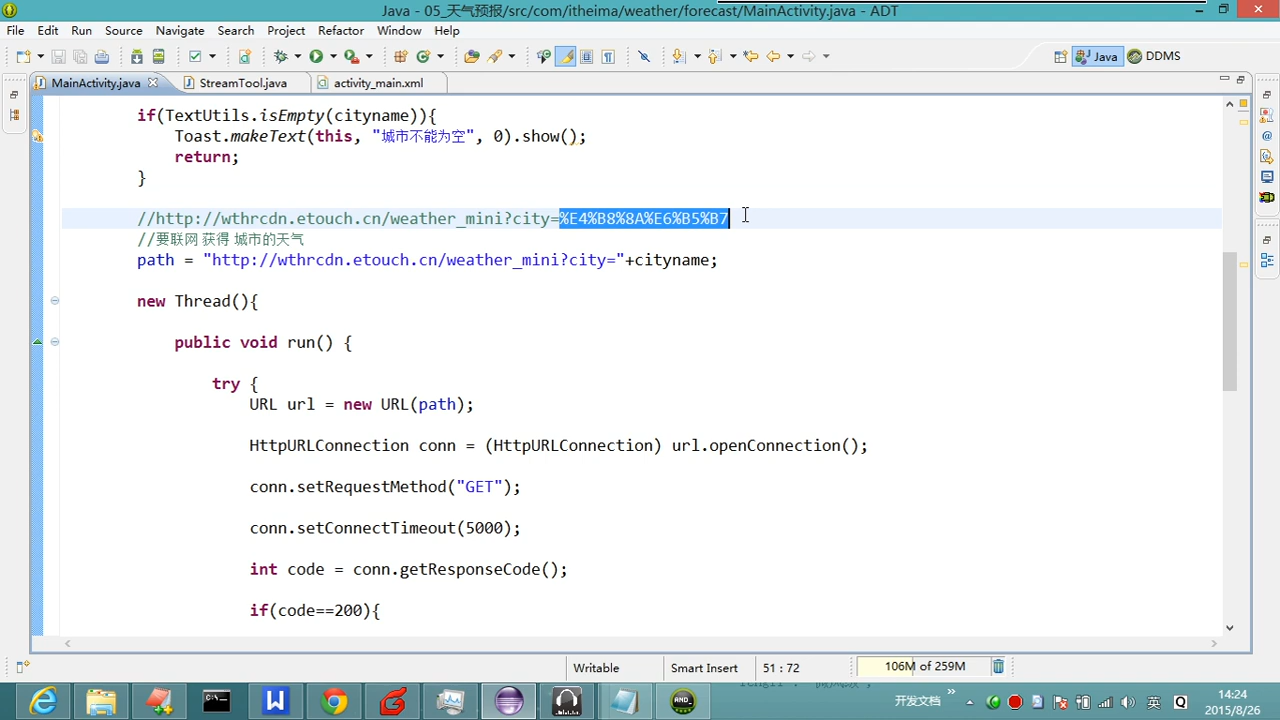 Java - 05_天气预报/src/com/itheima/weather/forecast/MainActivity.java - ADT
File Edit Run Source Navigate Search Project Refactor Window Help
Java DDMS
MainActivity.java StreamTool.java activity_main.xml
if(TextUtils.isEmpty(cityname)){
Toast.makeText(this, "城市不能为空", 0).show();
return;
}
//http://wthrcdn.etouch.cn/weather_mini?city=%E4%B8%8A%E6%B5%B7
//要联网 获得 城市的天气
path = "http://wthrcdn.etouch.cn/weather_mini?city="+cityname;
new Thread(){
public void run() {
try {
URL url = new URL(path);
HttpURLConnection conn = (HttpURLConnection) url.openConnection();
conn.setRequestMethod("GET");
conn.setConnectTimeout(5000);
int code = conn.getResponseCode();
if(code==200){
Writable Smart Insert 51 : 72 106M of 259M
开发文档 » 英 14:24
2015/8/26